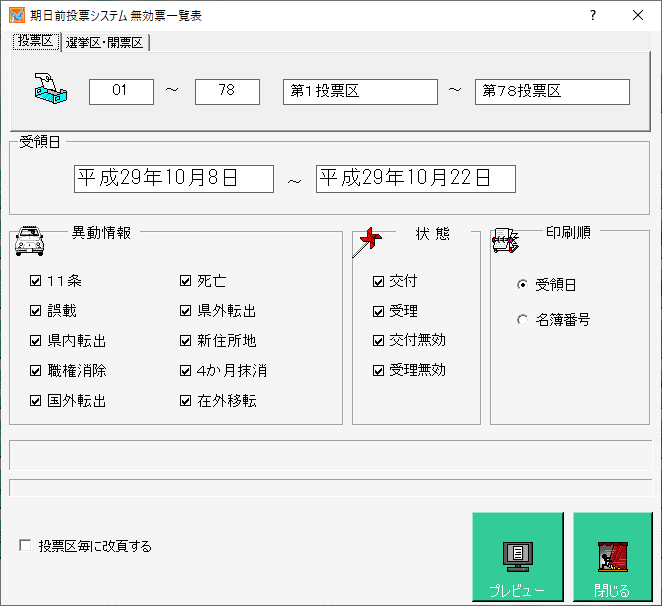 期日前投票システム 無効票一覧表
投票区 選挙区・開票区
01 ～ 78 第１投票区 ～ 第７８投票区
受領日
平成29年10月8日 ～ 平成29年10月22日
異動情報
１１条 死亡
誤載 県外転出
県内転出 新住所地
職権消除 ４か月抹消
国外転出 在外移転
状 態
交付
受理
交付無効
受理無効
印刷順
受領日
名簿番号
投票区毎に改頁する
プレビュー 閉じる